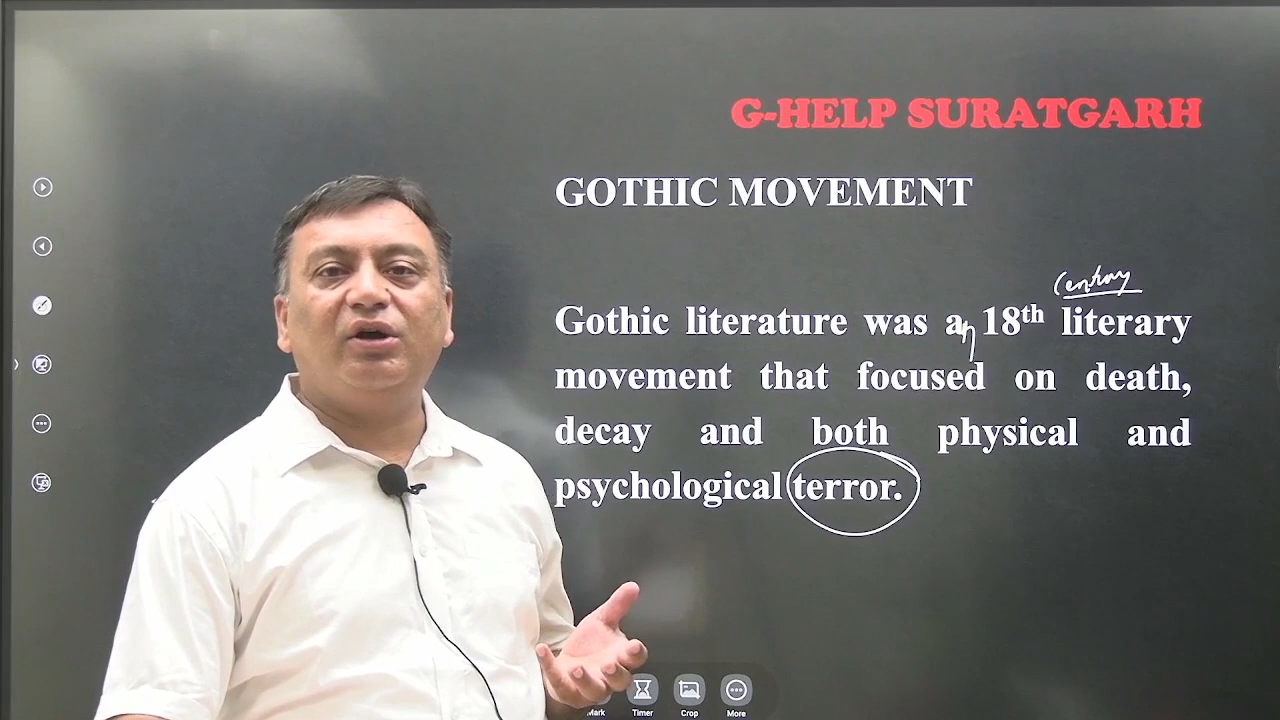 G-HELP SURATGARH
GOTHIC MOVEMENT
Century
Gothic literature was an 18th literary
movement that focused on death,
decay and both physical and
psychological terror.
Mark Timer Crop More